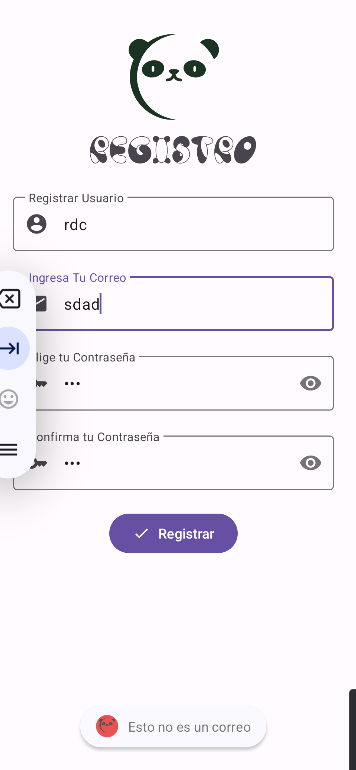 REGISTRO
Registrar Usuario
rdc
Ingresa Tu Correo
sdad
lige tu Contraseña
•••
onfirma tu Contraseña
•••
Registrar
Esto no es un correo